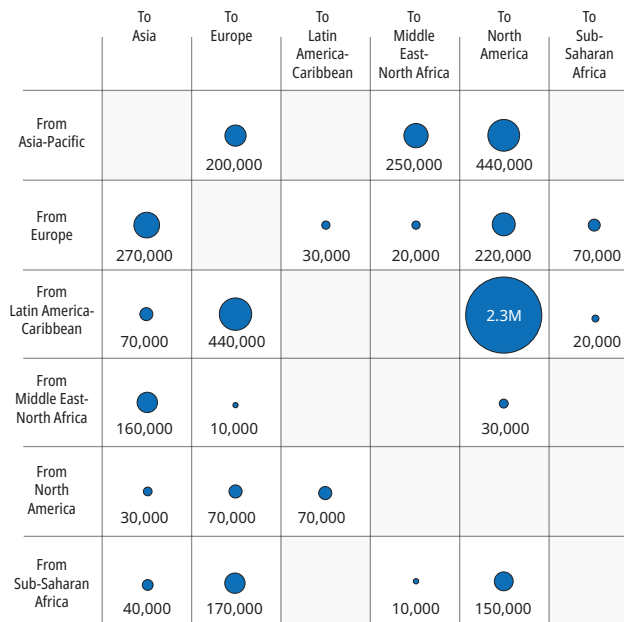 To
Asia
To
Europe
To
Latin
America-
Caribbean
To
Middle
East-
North Africa
To
North
America
To
Sub-
Saharan
Africa
From
Asia-Pacific
200,000
250,000
440,000
From
Europe
270,000
30,000
20,000
220,000
70,000
From
Latin America-
Caribbean
70,000
440,000
2.3M
20,000
From
Middle East-
North Africa
160,000
10,000
30,000
From
North
America
30,000
70,000
70,000
From
Sub-Saharan
Africa
40,000
170,000
10,000
150,000